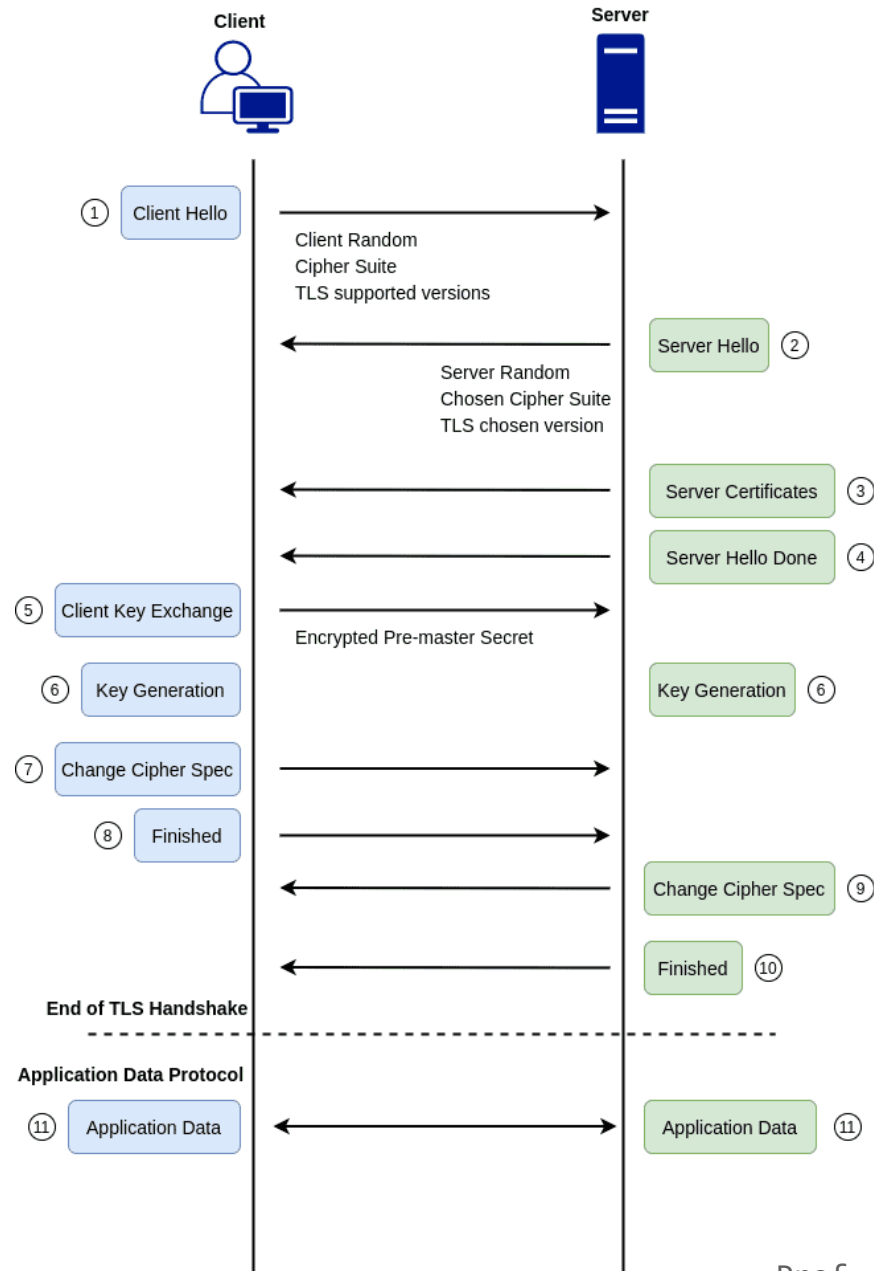 Client
Server
1
Client Hello
Client Random
Cipher Suite
TLS supported versions
Server Hello
2
Server Random
Chosen Cipher Suite
TLS chosen version
Server Certificates
3
Server Hello Done
4
5
Client Key Exchange
Encrypted Pre-master Secret
6
Key Generation
Key Generation
6
7
Change Cipher Spec
8
Finished
Change Cipher Spec
9
Finished
10
End of TLS Handshake
Application Data Protocol
11
Application Data
Application Data
11